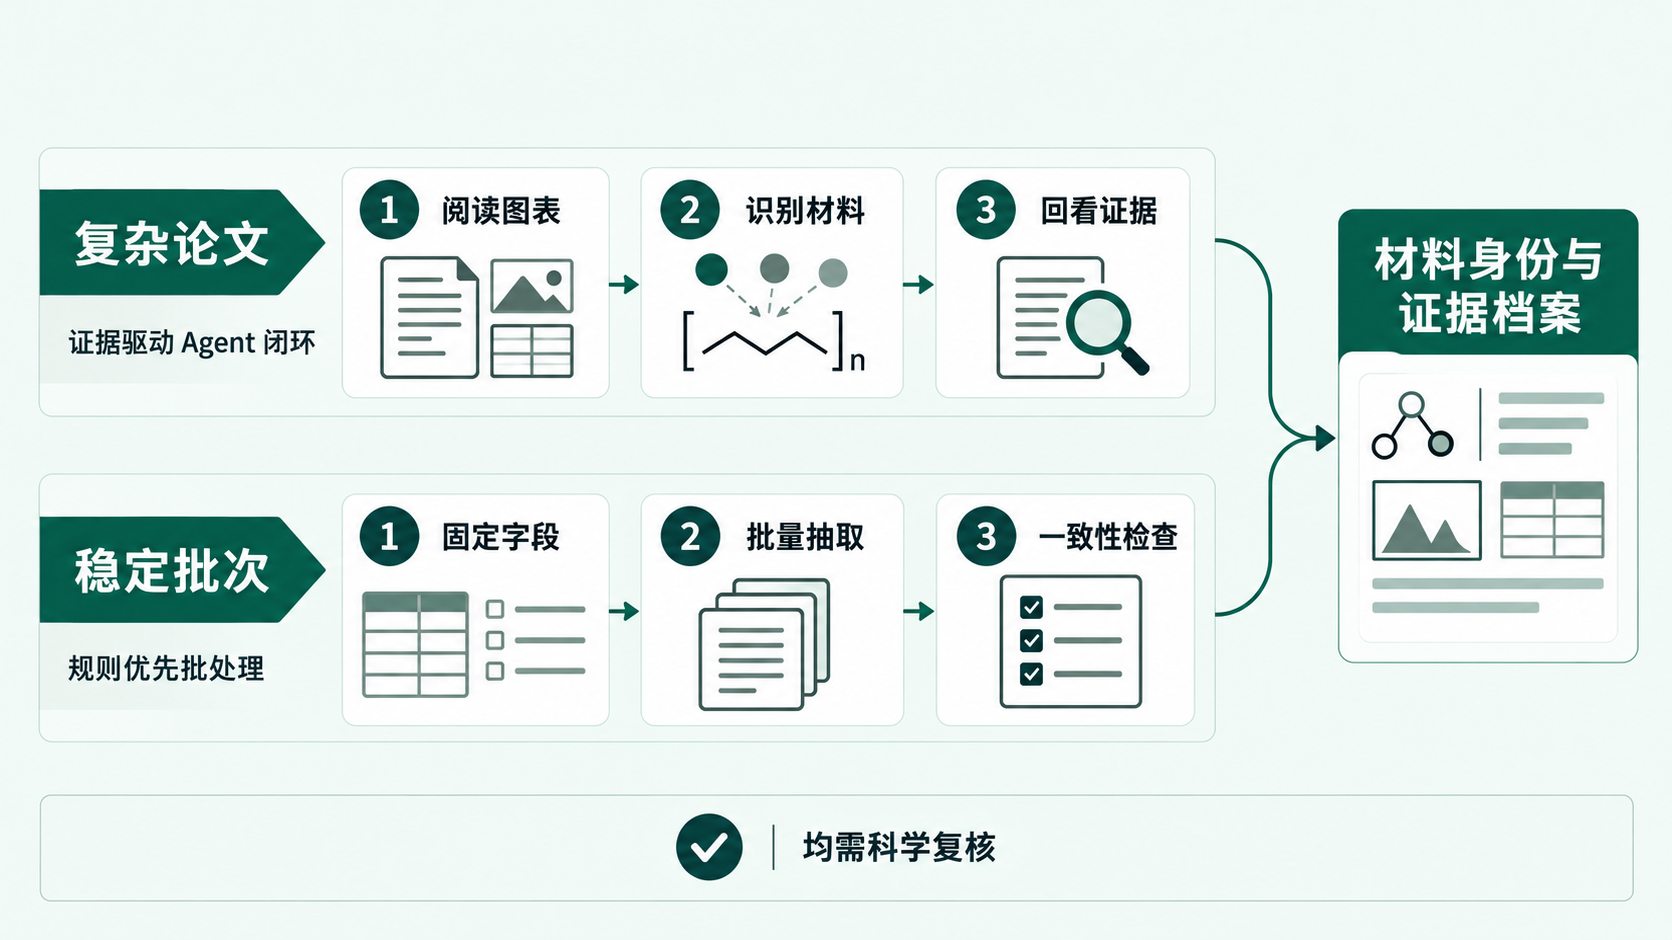 复杂论文
证据驱动 Agent 闭环
1 阅读图表
2 识别材料
n
3 回看证据
稳定批次
规则优先批处理
1 固定字段
2 批量抽取
3 一致性检查
材料身份与
证据档案
均需科学复核